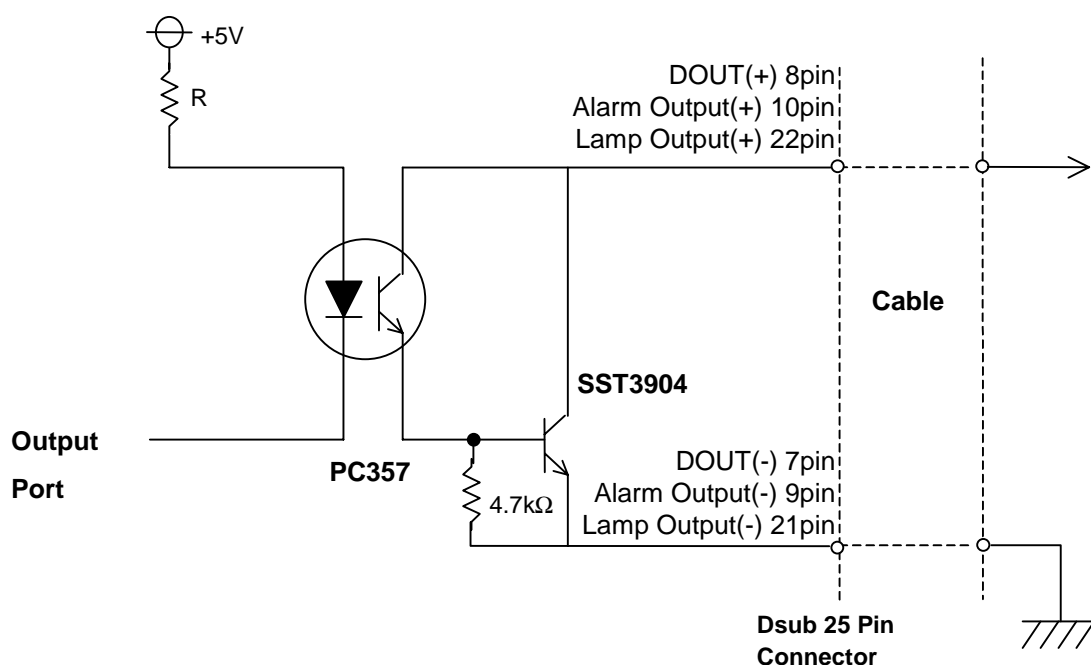 +5V
R
DOUT(+) 8pin
Alarm Output(+) 10pin
Lamp Output(+) 22pin
Cable
SST3904
Output
Port
PC357
4.7kΩ
DOUT(-) 7pin
Alarm Output(-) 9pin
Lamp Output(-) 21pin
Dsub 25 Pin
Connector